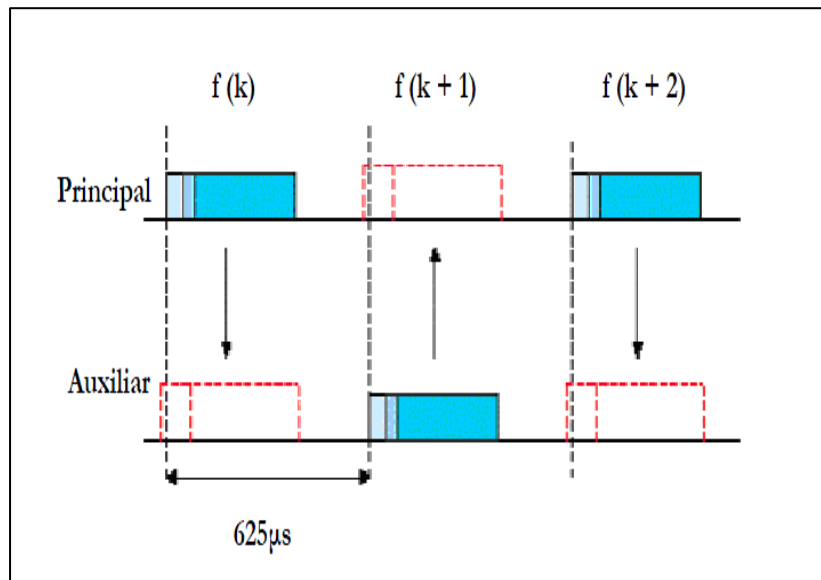 f (k) f (k + 1) f (k + 2)
Principal
Auxiliar
625µs